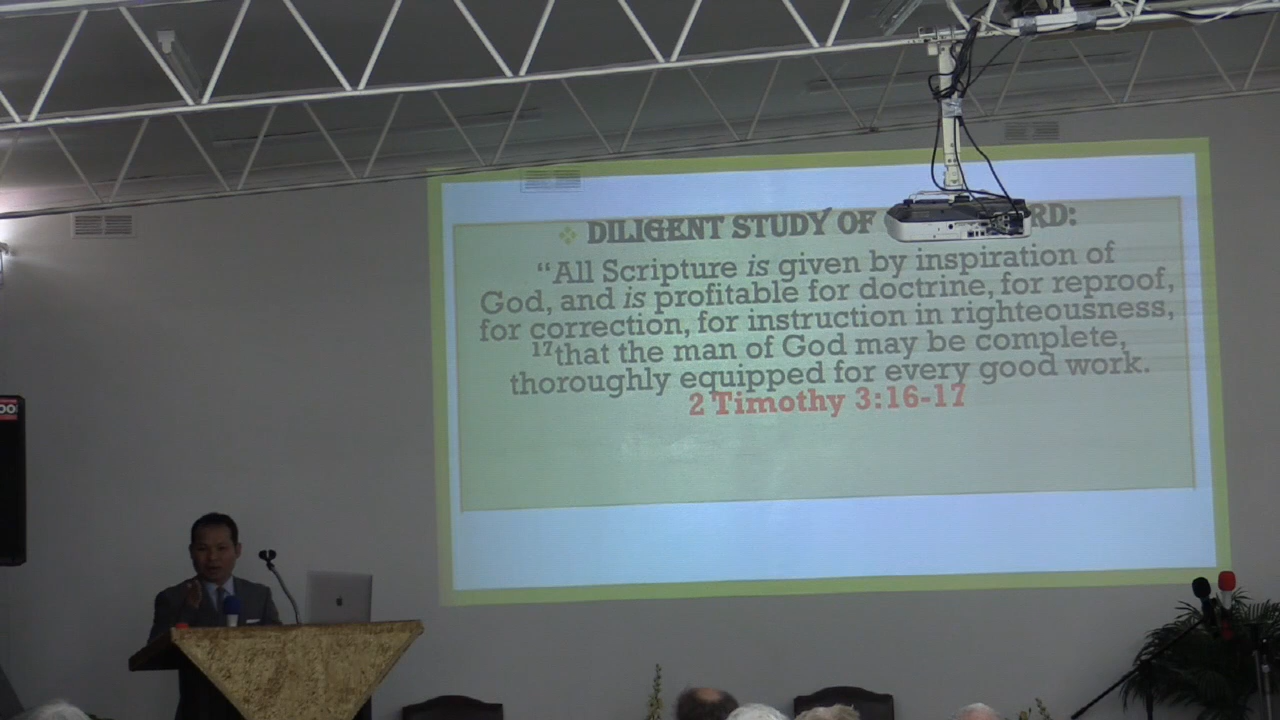 DILIGENT STUDY OF RD:
“All Scripture is given by inspiration of
God, and is profitable for doctrine, for reproof,
for correction, for instruction in righteousness,
17that the man of God may be complete,
thoroughly equipped for every good work.
2 Timothy 3:16-17